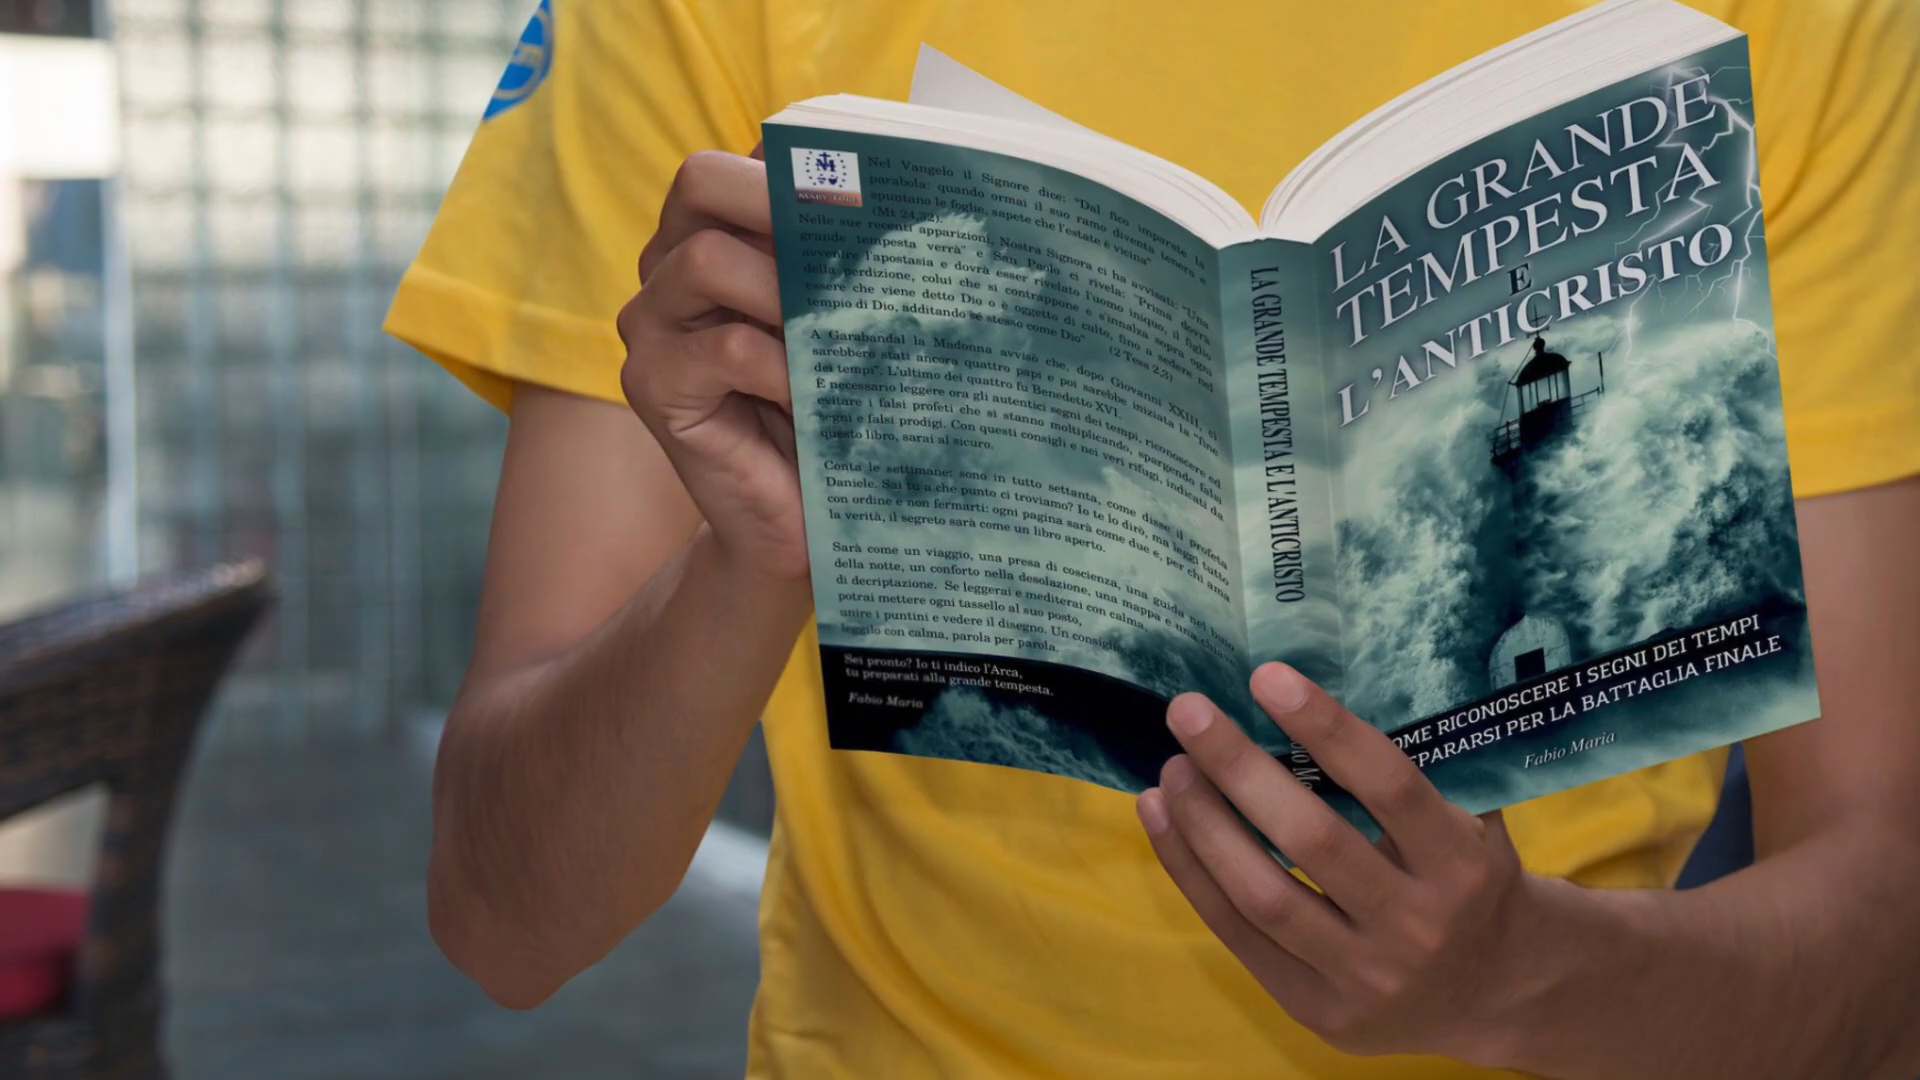 MARY-LODE
Nel Vangelo il Signore dice: "Dal fico imparate la
parabola: quando ormai il suo ramo diventa tenero e
spuntano le foglie, sapete che l'estate è vicina"
(Mt 24,32).
Nelle sue recenti apparizioni, Nostra Signora ci ha avvisati: "Una
grande tempesta verrà" e San Paolo ci rivela: "Prima dovrà
avvenire l'apostasia e dovrà esser rivelato l'uomo iniquo, il figlio
della perdizione, colui che si contrappone e s'innalza sopra ogni
essere che viene detto Dio o è oggetto di culto, fino a sedere nel
tempio di Dio, additando sé stesso come Dio" (2 Tess 2,3)
A Garabandal la Madonna avvisò che, dopo Giovanni XXIII, ci
sarebbero stati ancora quattro papi e poi sarebbe iniziata la "fine
dei tempi". L'ultimo dei quattro fu Benedetto XVI.
È necessario leggere ora gli autentici segni dei tempi, riconoscere ed
evitare i falsi profeti che si stanno moltiplicando, spargendo falsi
segni e falsi prodigi. Con questi consigli e nei veri rifugi, indicati da
questo libro, sarai al sicuro.
Conta le settimane: sono in tutto settanta, come disse il profeta
Daniele. Sai tu a che punto ci troviamo? Io te lo dirò, ma leggi tutto
con ordine e non fermarti: ogni pagina sarà come due e, per chi ama
la verità, il segreto sarà come un libro aperto.
Sarà come un viaggio, una presa di coscienza, una guida nel buio
della notte, un conforto nella desolazione, una mappa e una chiave
di decriptazione. Se leggerai e mediterai con calma,
potrai mettere ogni tassello al suo posto,
unire i puntini e vedere il disegno. Un consiglio:
leggilo con calma, parola per parola.
Sei pronto? Io ti indico l'Arca,
tu preparati alla grande tempesta.
Fabio Maria
LA GRANDE TEMPESTA E L'ANTICRISTO
LA GRANDE
TEMPESTA
E
L'ANTICRISTO
OME RICONOSCERE I SEGNI DEI TEMPI
EPARARSI PER LA BATTAGLIA FINALE
Fabio Maria